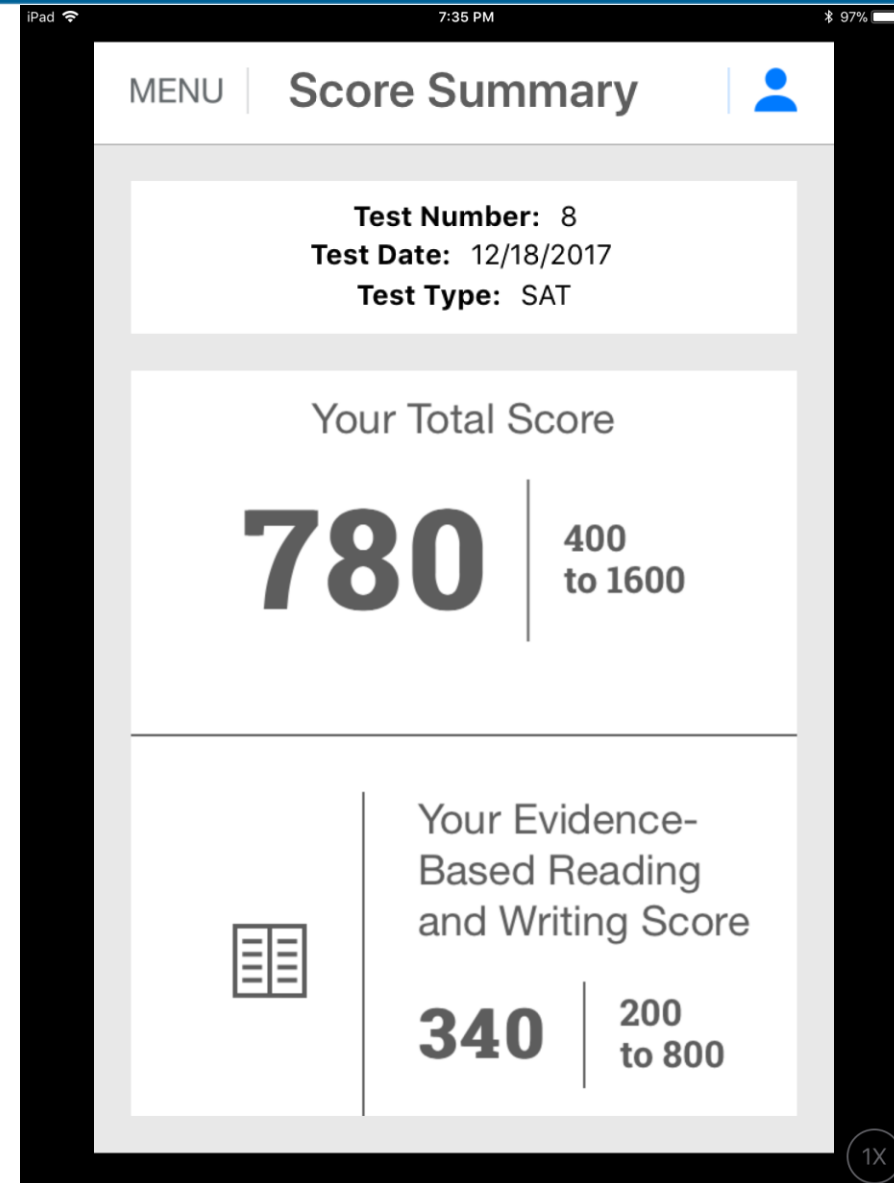 iPad 7:35 PM 97%
MENU Score Summary
Test Number: 8
Test Date: 12/18/2017
Test Type: SAT
Your Total Score
780
400
to 1600
Your Evidence-
Based Reading
and Writing Score
340
200
to 800
1X